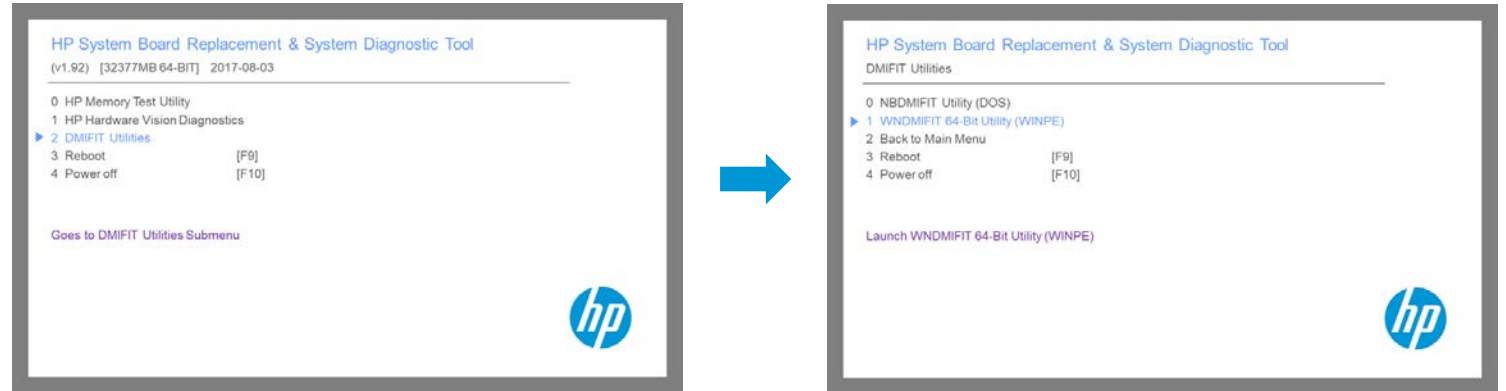 HP System Board Replacement & System Diagnostic Tool
(v1.92) [32377MB 64-BIT] 2017-08-03
0 HP Memory Test Utility
1 HP Hardware Vision Diagnostics
2 DMIFIT Utilities
3 Reboot [F9]
4 Power off [F10]
Goes to DMIFIT Utilities Submenu
hp
HP System Board Replacement & System Diagnostic Tool
DMIFIT Utilities
0 NBDMIFIT Utility (DOS)
1 WNDMIFIT 64-Bit Utility (WINPE)
2 Back to Main Menu
3 Reboot [F9]
4 Power off [F10]
Launch WNDMIFIT 64-Bit Utility (WINPE)
hp